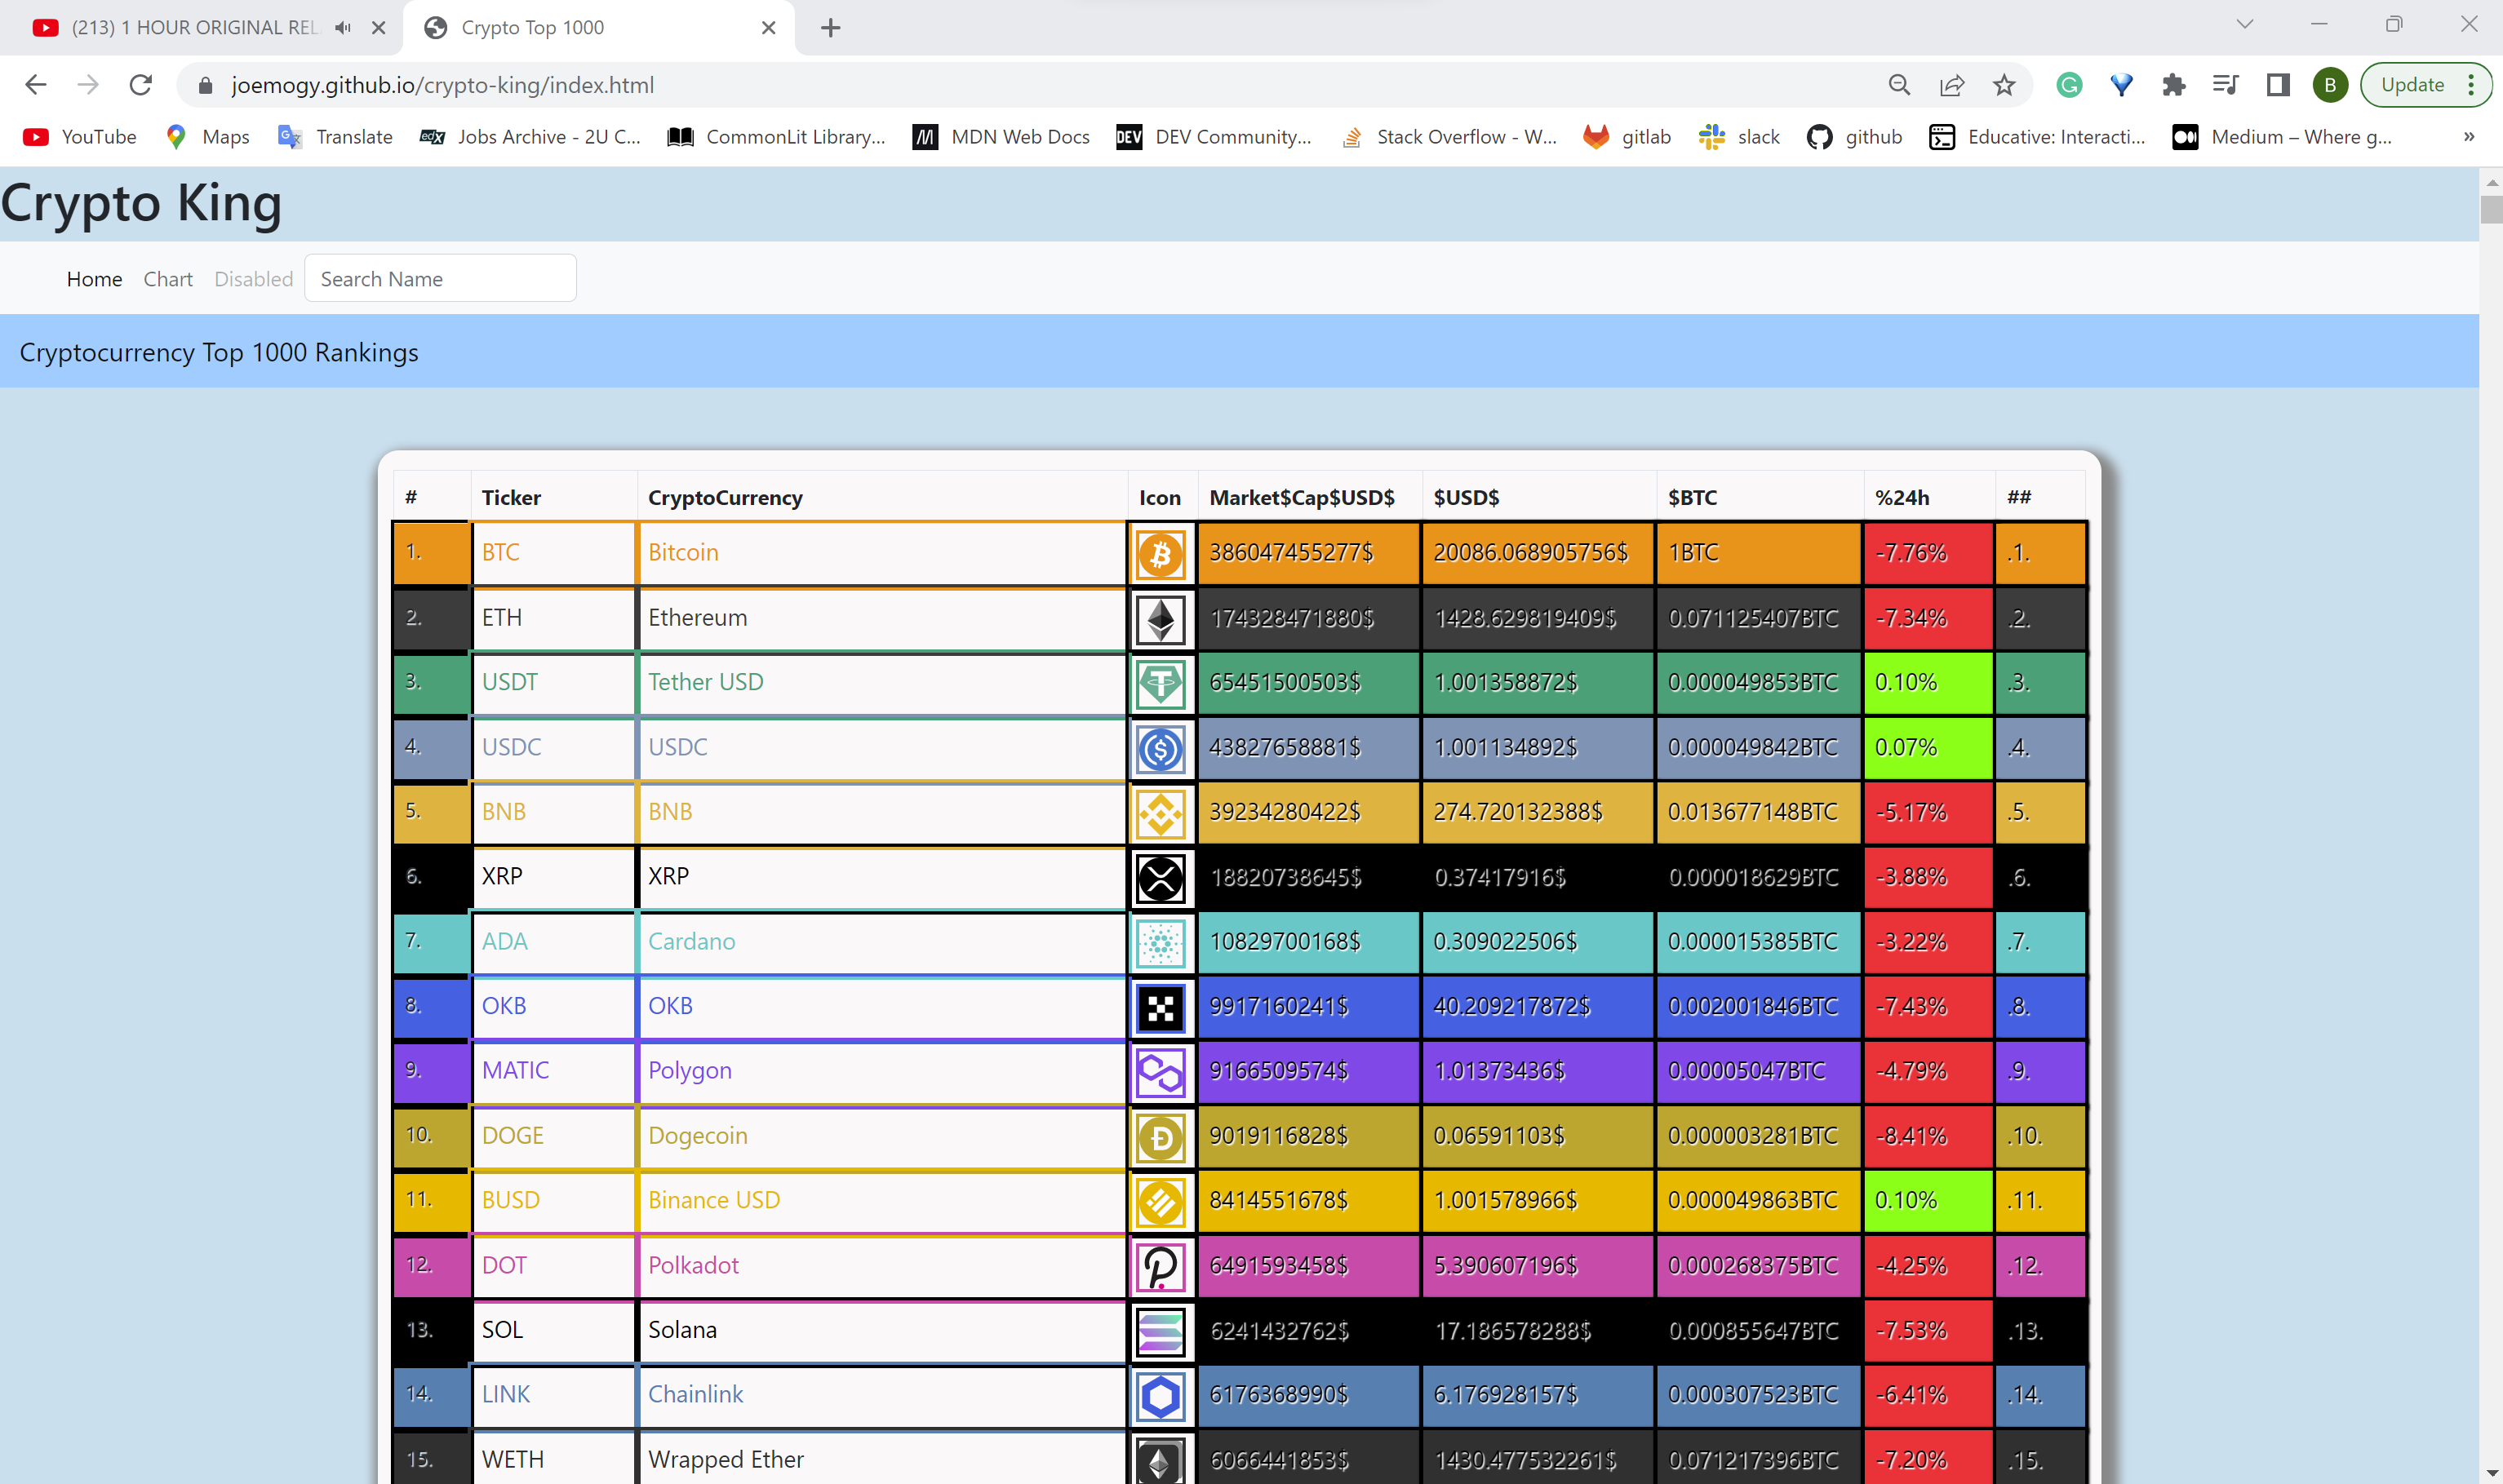 (213) 1 HOUR ORIGINAL REL
Crypto Top 1000
joemogy.github.io/crypto-king/index.html
B
Update
YouTube Maps Translate Jobs Archive - 2U C... CommonLit Library... MDN Web Docs DEV Community... Stack Overflow - W... gitlab slack github Educative: Interacti... Medium – Where g... »
Crypto King
Home Chart Disabled Search Name
Cryptocurrency Top 1000 Rankings
# Ticker CryptoCurrency Icon Market$Cap$USD$ $USD$ $BTC %24h ##
1. BTC Bitcoin 386047455277$ 20086.068905756$ 1BTC -7.76% .1.
2. ETH Ethereum 174328471880$ 1428.629819409$ 0.071125407BTC -7.34% .2.
3. USDT Tether USD 65451500503$ 1.001358872$ 0.000049853BTC 0.10% .3.
4. USDC USDC 43827658881$ 1.001134892$ 0.000049842BTC 0.07% .4.
5. BNB BNB 39234280422$ 274.720132388$ 0.013677148BTC -5.17% .5.
6. XRP XRP 18820738645$ 0.37417916$ 0.000018629BTC -3.88% .6.
7. ADA Cardano 10829700168$ 0.309022506$ 0.000015385BTC -3.22% .7.
8. OKB OKB 9917160241$ 40.209217872$ 0.002001846BTC -7.43% .8.
9. MATIC Polygon 9166509574$ 1.01373436$ 0.00005047BTC -4.79% .9.
10. DOGE Dogecoin 9019116828$ 0.06591103$ 0.000003281BTC -8.41% .10.
11. BUSD Binance USD 8414551678$ 1.001578966$ 0.000049863BTC 0.10% .11.
12. DOT Polkadot 6491593458$ 5.390607196$ 0.000268375BTC -4.25% .12.
13. SOL Solana 6241432762$ 17.186578288$ 0.000855647BTC -7.53% .13.
14. LINK Chainlink 6176368990$ 6.176928157$ 0.000307523BTC -6.41% .14.
15. WETH Wrapped Ether 6066441853$ 1430.477532261$ 0.071217396BTC -7.20% .15.